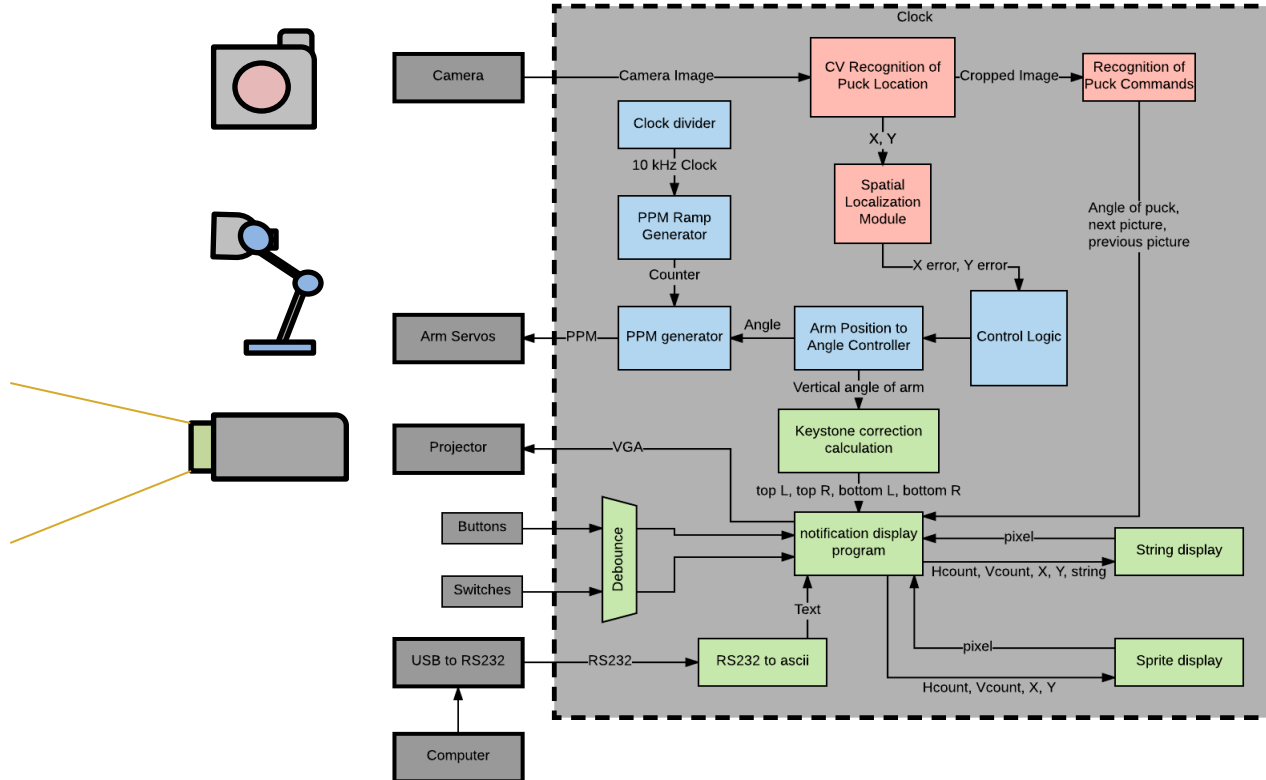 Clock
Camera
Camera Image
CV Recognition of
Puck Location
Cropped Image
Recognition of
Puck Commands
Clock divider
X, Y
10 kHz Clock
Spatial
Localization
Module
PPM Ramp
Generator
Angle of puck,
next picture,
previous picture
Counter
X error, Y error
Arm Servos
PPM
PPM generator
Angle
Arm Position to
Angle Controller
Control Logic
Vertical angle of arm
Projector
VGA
Keystone correction
calculation
top L, top R, bottom L, bottom R
Buttons
Debounce
notification display
program
pixel
String display
Hcount, Vcount, X, Y, string
Switches
Text
USB to RS232
RS232
RS232 to ascii
pixel
Sprite display
Hcount, Vcount, X, Y
Computer